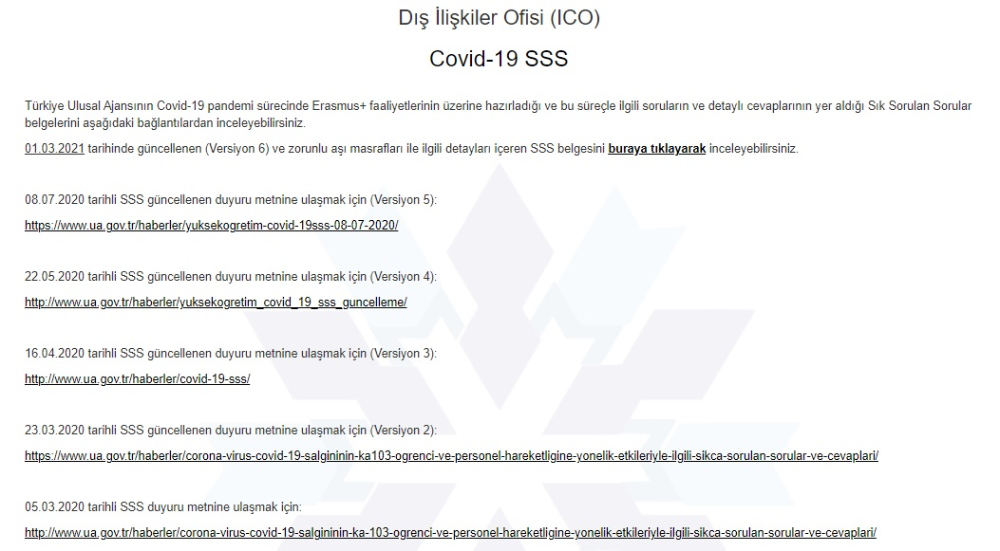 Dış İlişkiler Ofisi (ICO)
Covid-19 SSS
Türkiye Ulusal Ajansının Covid-19 pandemi sürecinde Erasmus+ faaliyetlerinin üzerine hazırladığı ve bu süreçle ilgili soruların ve detaylı cevaplarının yer aldığı Sık Sorulan Sorular
belgelerini aşağıdaki bağlantılardan inceleyebilirsiniz.
01.03.2021 tarihinde güncellenen (Versiyon 6) ve zorunlu aşı masrafları ile ilgili detayları içeren SSS belgesini buraya tıklayarak inceleyebilirsiniz.
08.07.2020 tarihli SSS güncellenen duyuru metnine ulaşmak için (Versiyon 5):
https://www.ua.gov.tr/haberler/yuksekogretim-covid-19sss-08-07-2020/
22.05.2020 tarihli SSS güncellenen duyuru metnine ulaşmak için (Versiyon 4):
http://www.ua.gov.tr/haberler/yuksekogretim_covid_19_sss_guncelleme/
16.04.2020 tarihli SSS güncellenen duyuru metnine ulaşmak için (Versiyon 3):
http://www.ua.gov.tr/haberler/covid-19-sss/
23.03.2020 tarihli SSS güncellenen duyuru metnine ulaşmak için (Versiyon 2):
https://www.ua.gov.tr/haberler/corona-virus-covid-19-salgininin-ka103-ogrenci-ve-personel-hareketligine-yonelik-etkileriyle-ilgili-sikca-sorulan-sorular-ve-cevaplari/
05.03.2020 tarihli SSS duyuru metnine ulaşmak için:
http://www.ua.gov.tr/haberler/corona-virus-covid-19-salgininin-ka-103-ogrenci-ve-personel-hareketligine-yonelik-etkileriyle-ilgili-sikca-sorulan-sorular-ve-cevaplari/